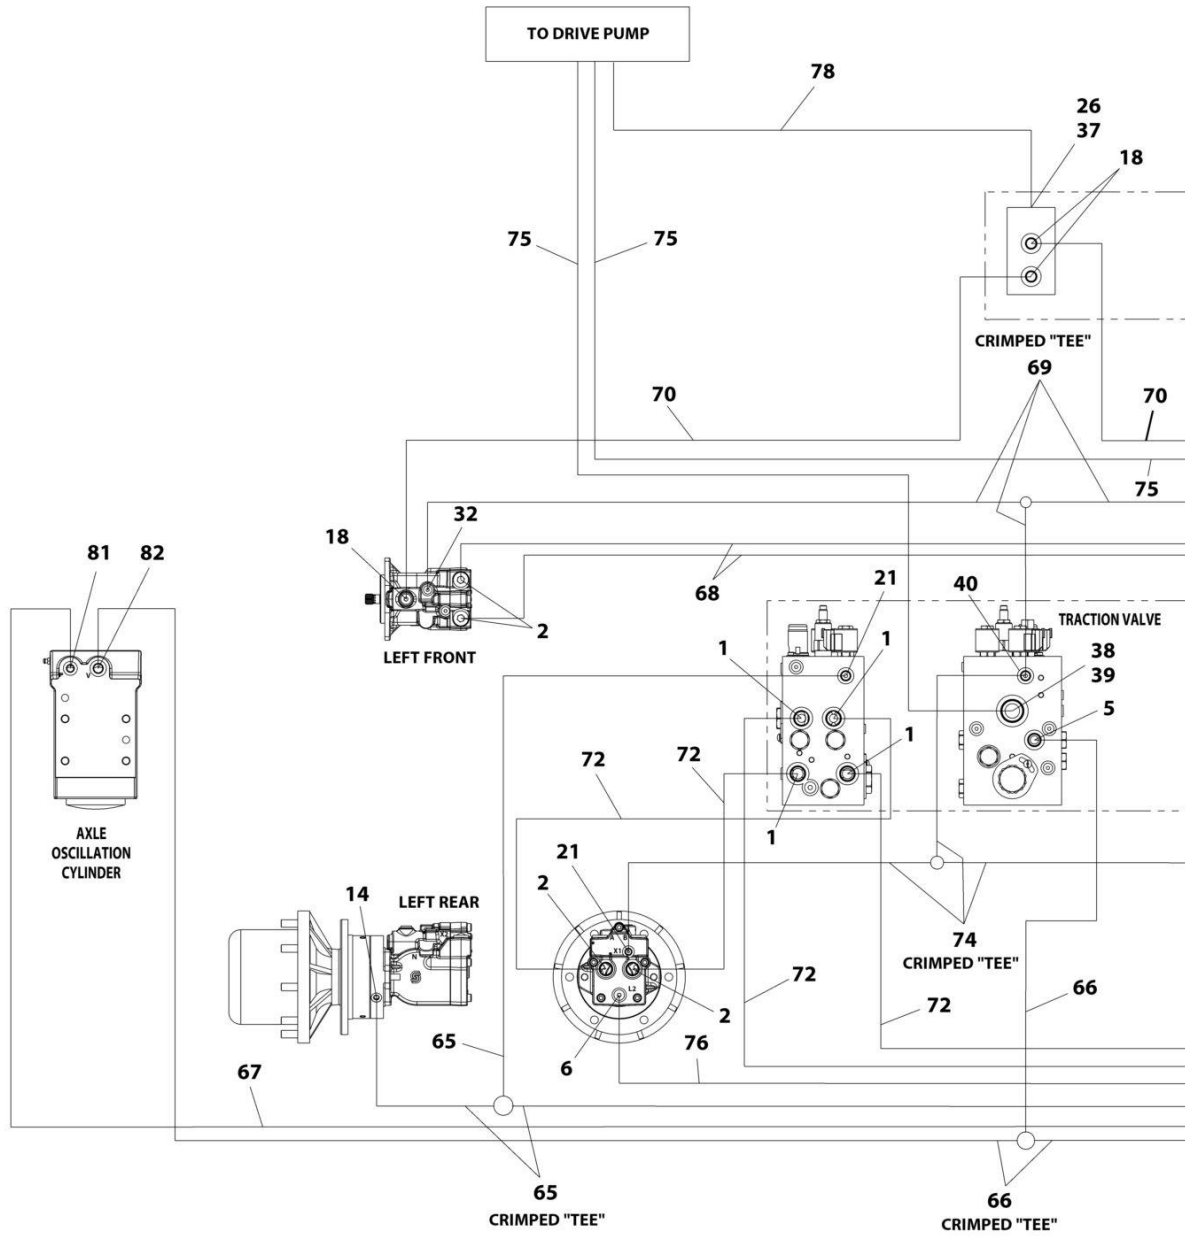 TO DRIVE PUMP
78
26
37
18
75
75
CRIMPED "TEE"
69
70
70
75
32
18
81
82
68
21
40
2
TRACTION VALVE
LEFT FRONT
1
1
38
39
5
1
72
72
1
AXLE
OSCILLATION
CYLINDER
21
14
2
LEFT REAR
A
B
X1
N
L2
74
CRIMPED "TEE"
72
66
72
2
65
6
76
67
65
CRIMPED "TEE"
66
CRIMPED "TEE"